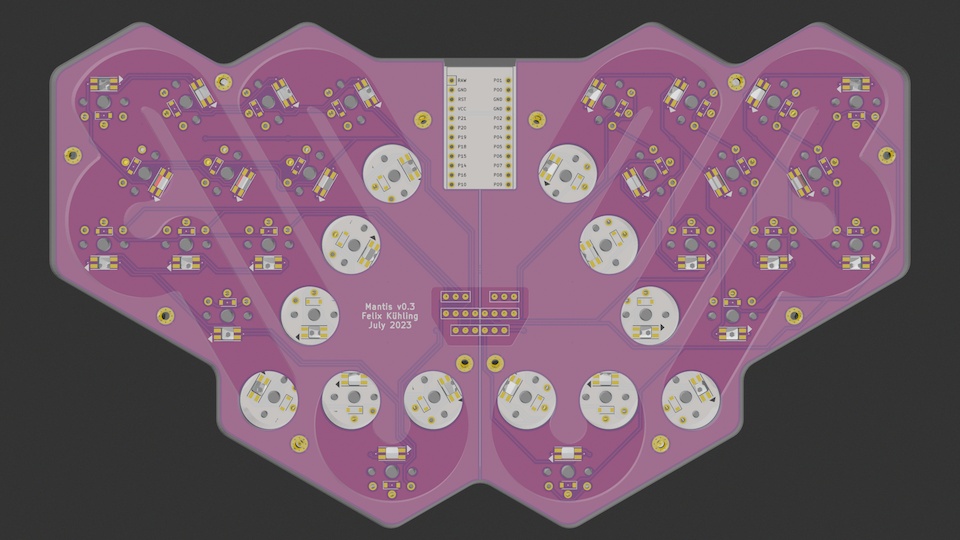 RAW P01
GND P00
RST GND
VCC GND
P21 P02
P20 P03
P19 P04
P18 P05
P15 P06
P14 P07
P16 P08
P10 P09
Mantis v0.3
Felix Kühling
July 2023